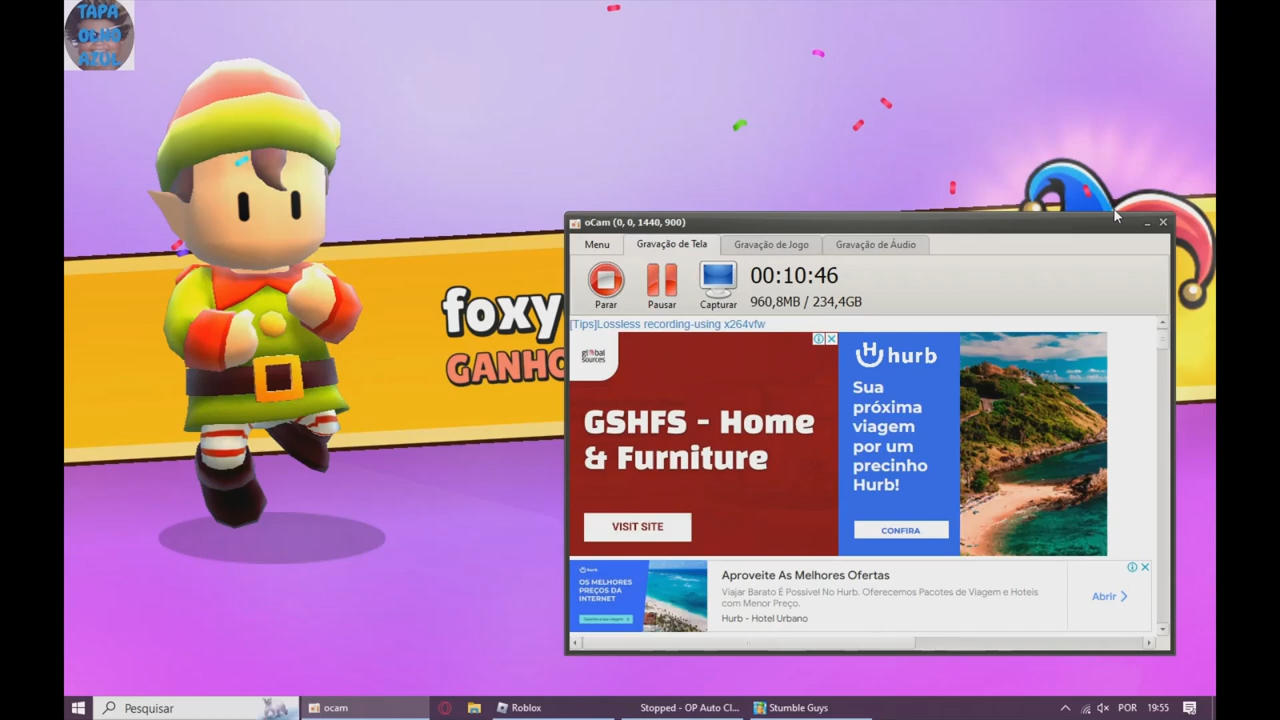 TAPA
OLHO
AZUL
foxy
GANHO
oCam (0, 0, 1440, 900)
Menu
Gravação de Tela
Gravação de Jogo
Gravação de Áudio
Parar
Pausar
Capturar
00:10:46
960,8MB / 234,4GB
[Tips]Lossless recording-using x264vfw
global sources
GSHFS - Home
& Furniture
VISIT SITE
hurb
Sua
próxima
viagem
por um
precinho
Hurb!
CONFIRA
hurb
OS MELHORES
PREÇOS DA
INTERNET
Aproveite As Melhores Ofertas
Viajar Barato É Possível No Hurb. Oferecemos Pacotes de Viagem e Hoteis
com Menor Preço.
Hurb - Hotel Urbano
Abrir
Pesquisar
ocam
Roblox
Stopped - OP Auto Cl...
Stumble Guys
POR
19:55